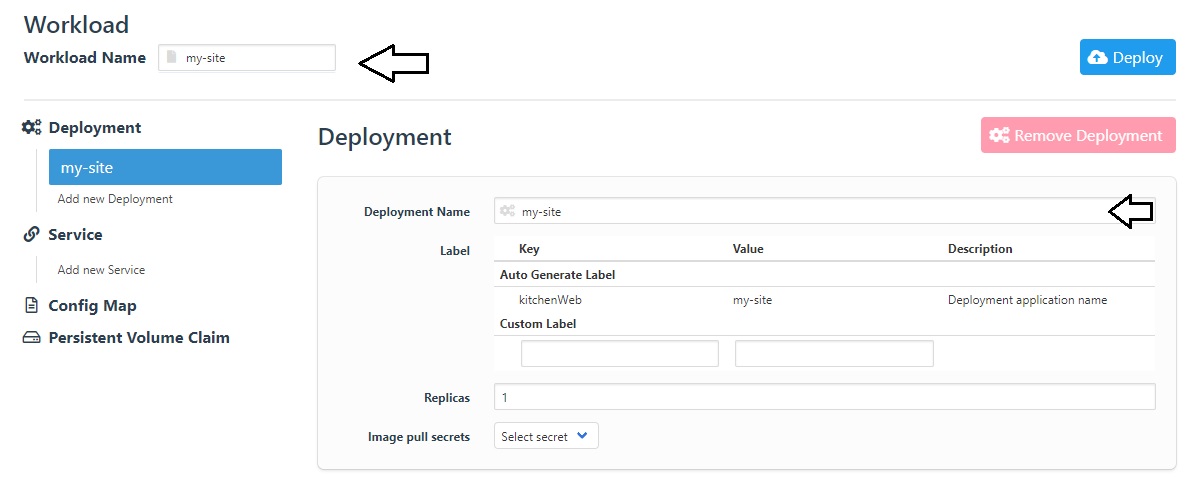 Workload
Workload Name my-site
Deploy
Deployment
my-site
Add new Deployment
Service
Add new Service
Config Map
Persistent Volume Claim
Deployment
Remove Deployment
Deployment Name my-site
Label Key Value Description
Auto Generate Label
kitchenWeb my-site Deployment application name
Custom Label
Replicas 1
Image pull secrets Select secret